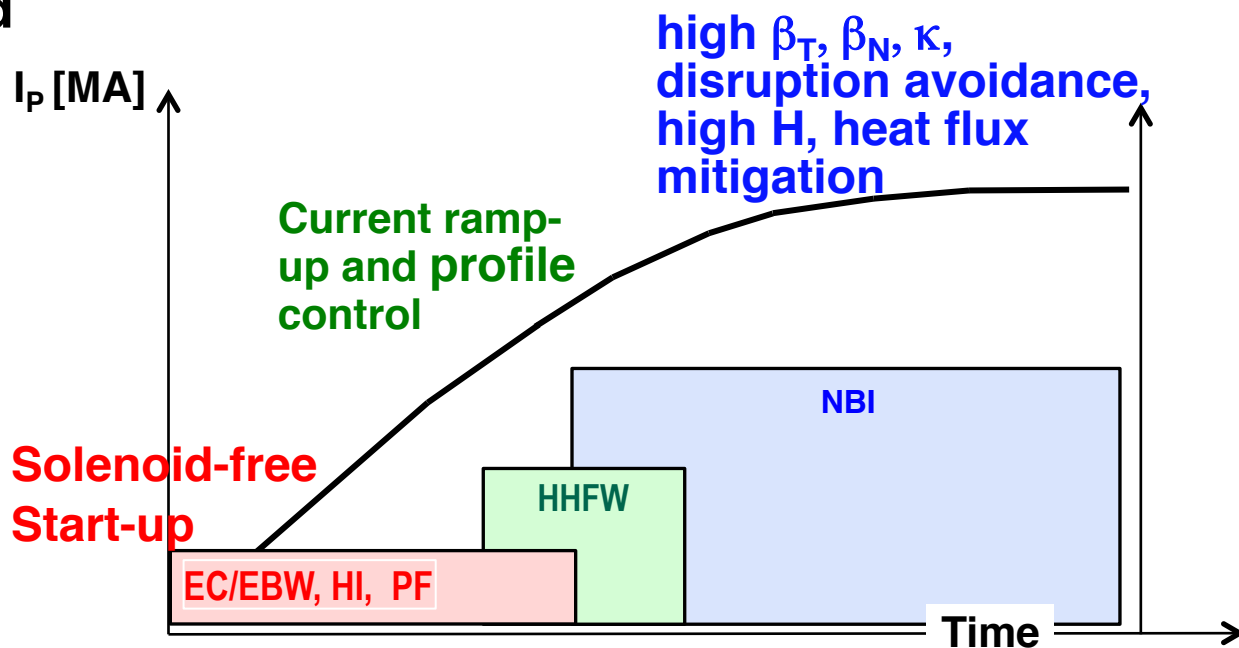 high βT, βN, κ,
disruption avoidance,
high H, heat flux
mitigation
IP [MA]
Current ramp-
up and profile
control
NBI
Solenoid-free
Start-up
HHFW
EC/EBW, HI, PF
Time